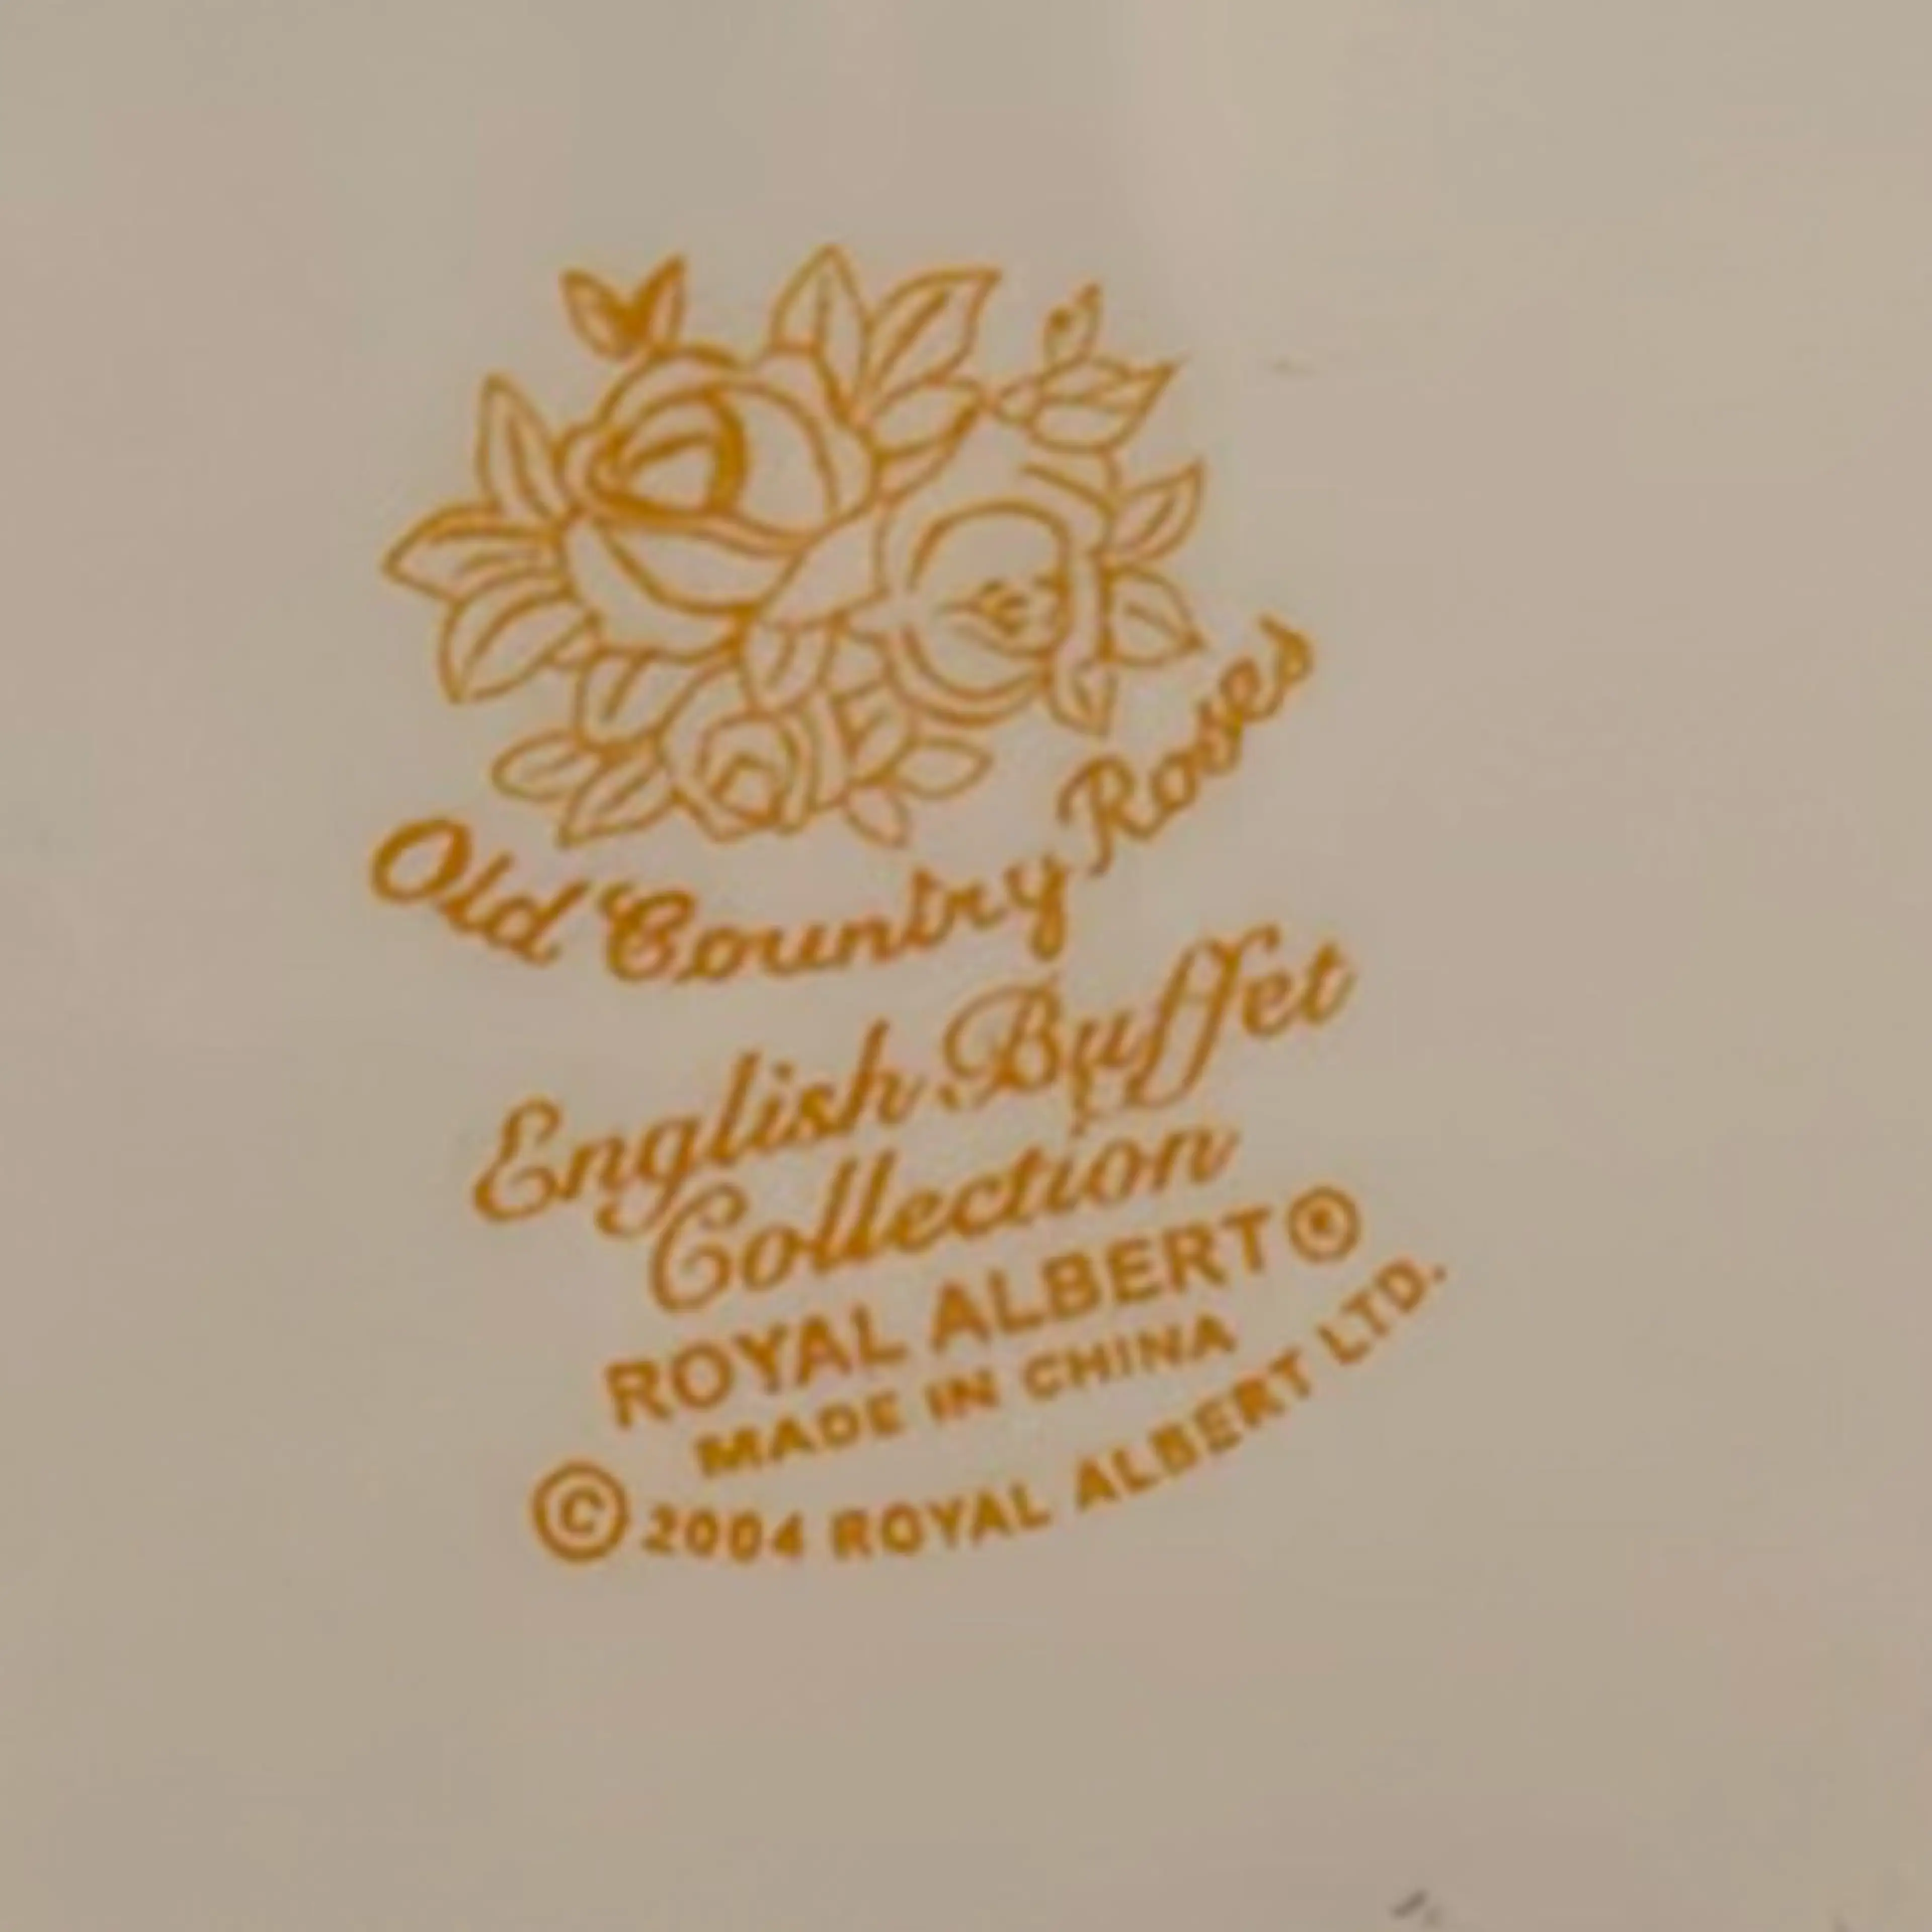 Old Country Roses
English Buffet
Collection
ROYAL ALBERT®
MADE IN CHINA
© 2004 ROYAL ALBERT LTD.